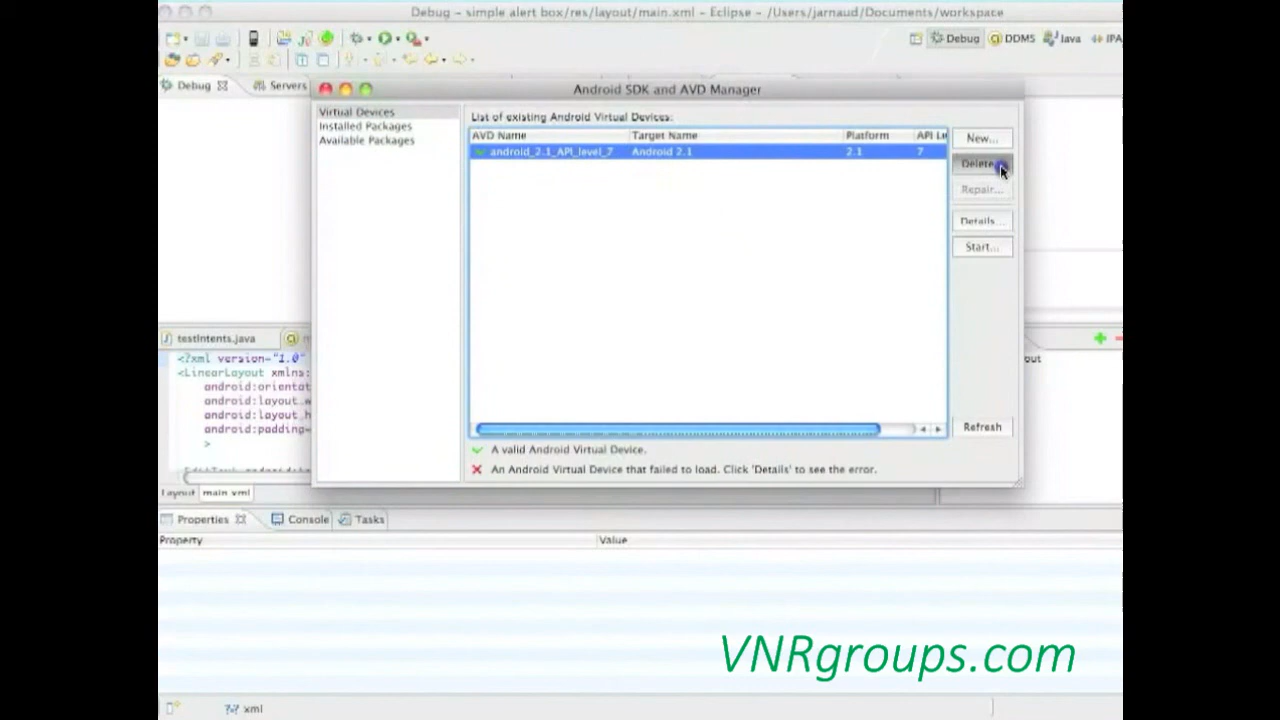 Debug – simple alert box/res/layout/main.xml – Eclipse – /Users/jarnaud/Documents/workspace
Debug DDMS Java
Debug Servers
Android SDK and AVD Manager
Virtual Devices
Installed Packages
Available Packages
List of existing Android Virtual Devices:
AVD Name Target Name Platform API Le
android_2.1_API_level_7 Android 2.1 2.1 7
New...
Delete
Repair...
Details...
Start...
Refresh
A valid Android Virtual Device.
An Android Virtual Device that failed to load. Click 'Details' to see the error.
testIntents.java
<?xml version="1.0"
<LinearLayout xmlns:
android:orientat
android:layout_w
android:layout_h
android:padding=
>
out
Layout main.xml
Properties Console Tasks
Property Value
VNRgroups.com
xml